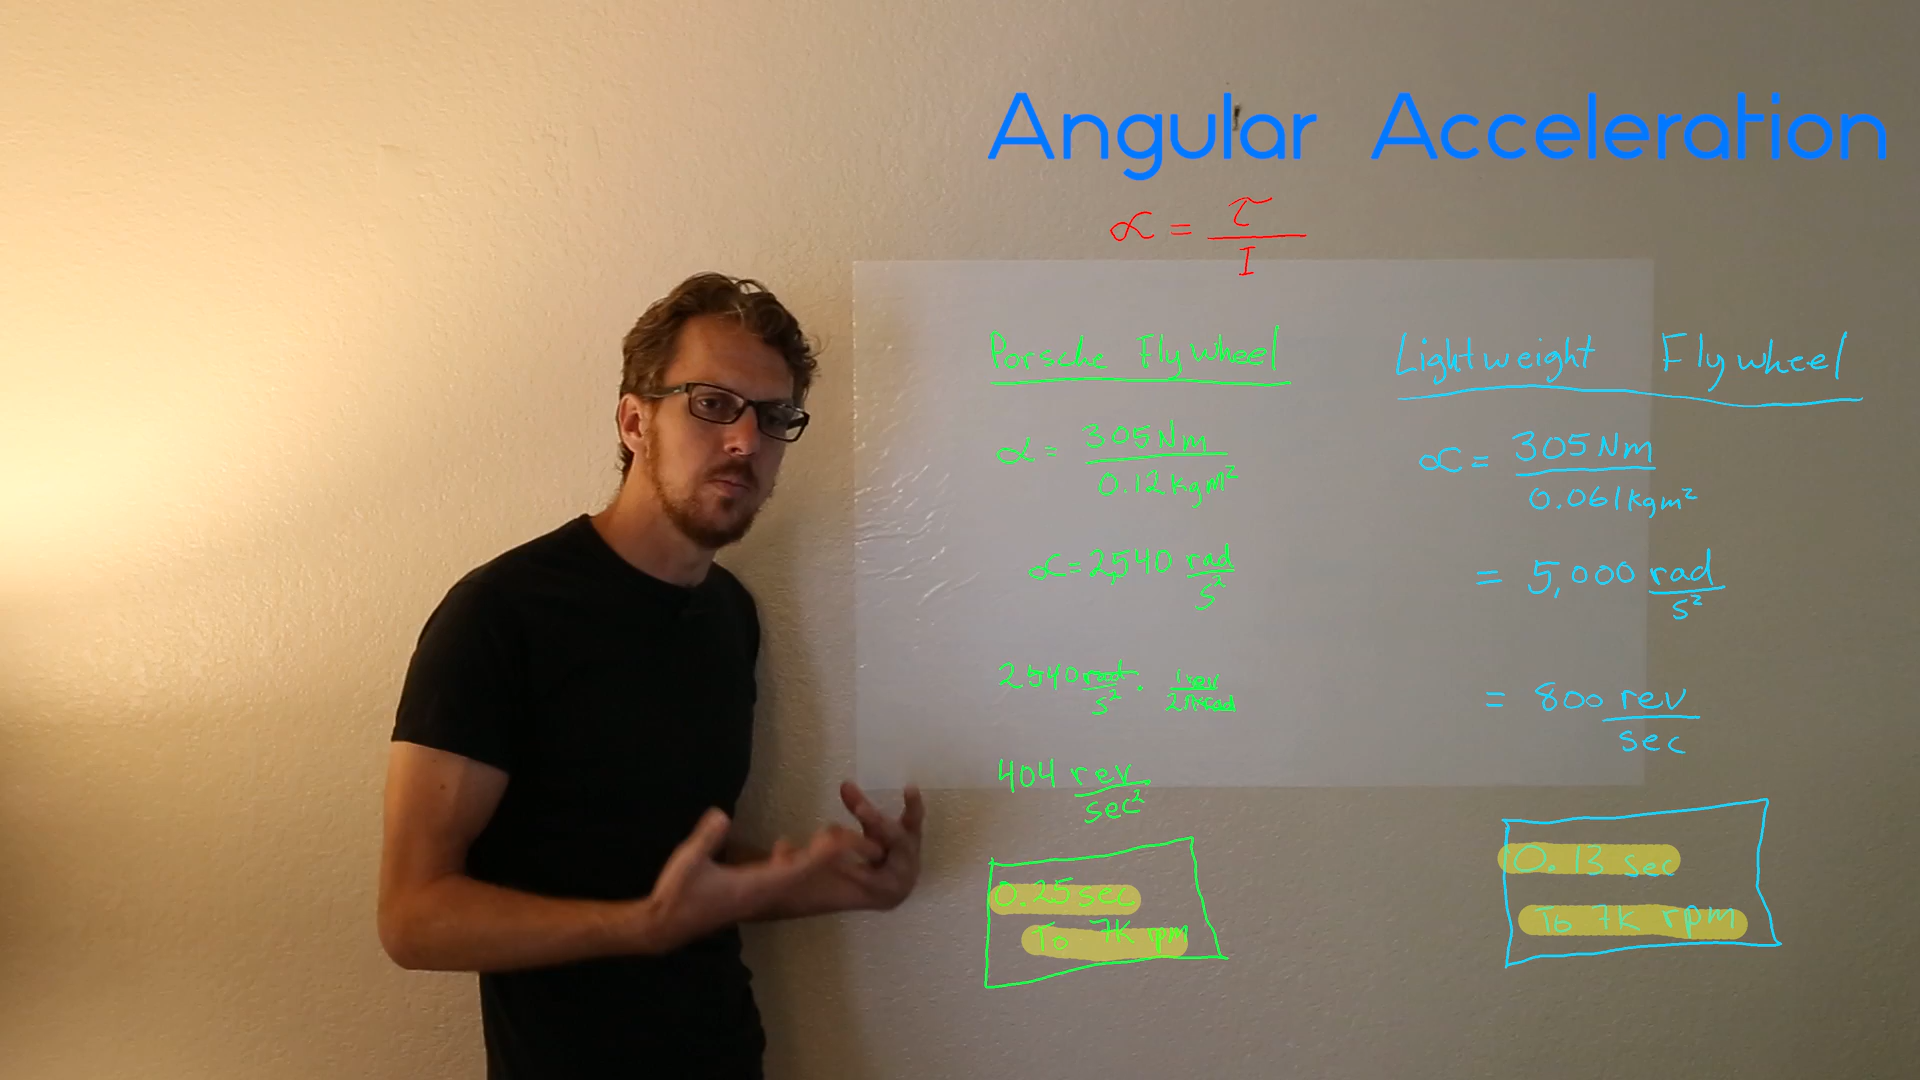 Angular Acceleration
α = τ / I
Porsche Flywheel
α = 305 Nm / 0.12 kgm²
α = 2,540 rad / s²
2540 rad / s² · 1 rev / 2π rad
404 rev / sec²
0.25 sec
To 7K rpm
Lightweight Flywheel
α = 305 Nm / 0.061 kgm²
= 5,000 rad / s²
= 800 rev / sec
0.13 sec
To 7K rpm